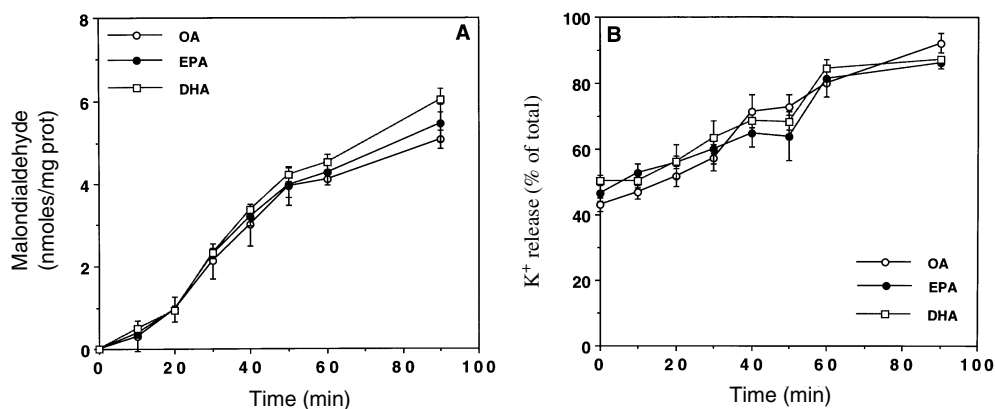 A
OA
EPA
DHA
8
6
4
2
0
0 20 40 60 80 100
Time (min)
Malondialdehyde
(nmoles/mg prot)
B
100
80
60
40
20
0
0 20 40 60 80 100
Time (min)
K+ release (% of total)
OA
EPA
DHA